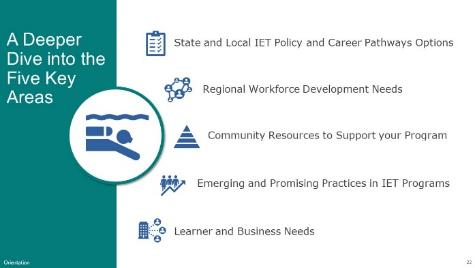 A Deeper
Dive into the
Five Key
Areas
State and Local IET Policy and Career Pathways Options
Regional Workforce Development Needs
Community Resources to Support your Program
Emerging and Promising Practices in IET Programs
Learner and Business Needs
Orientation
22